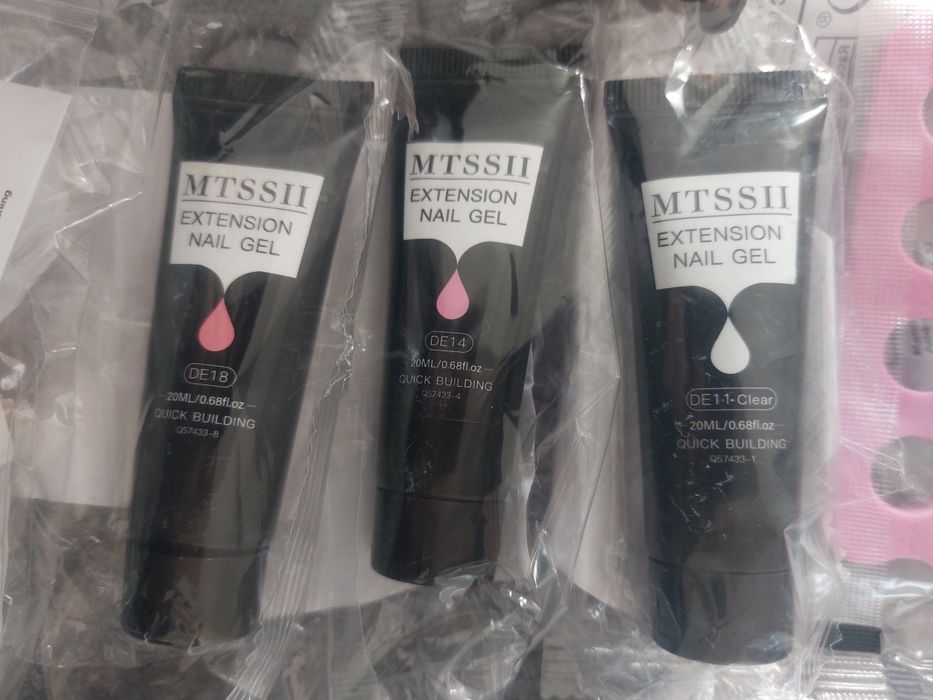 MTSSII
EXTENSION
NAIL GEL
DE18
20ML/0.68fl.oz
QUICK BUILDING
Q57433-8
MTSSII
EXTENSION
NAIL GEL
DE14
20ML/0.68fl.oz
QUICK BUILDING
Q57433-4
MTSSII
EXTENSION
NAIL GEL
DE11·Clear
20ML/0.68fl.oz
QUICK BUILDING
Q57433-1